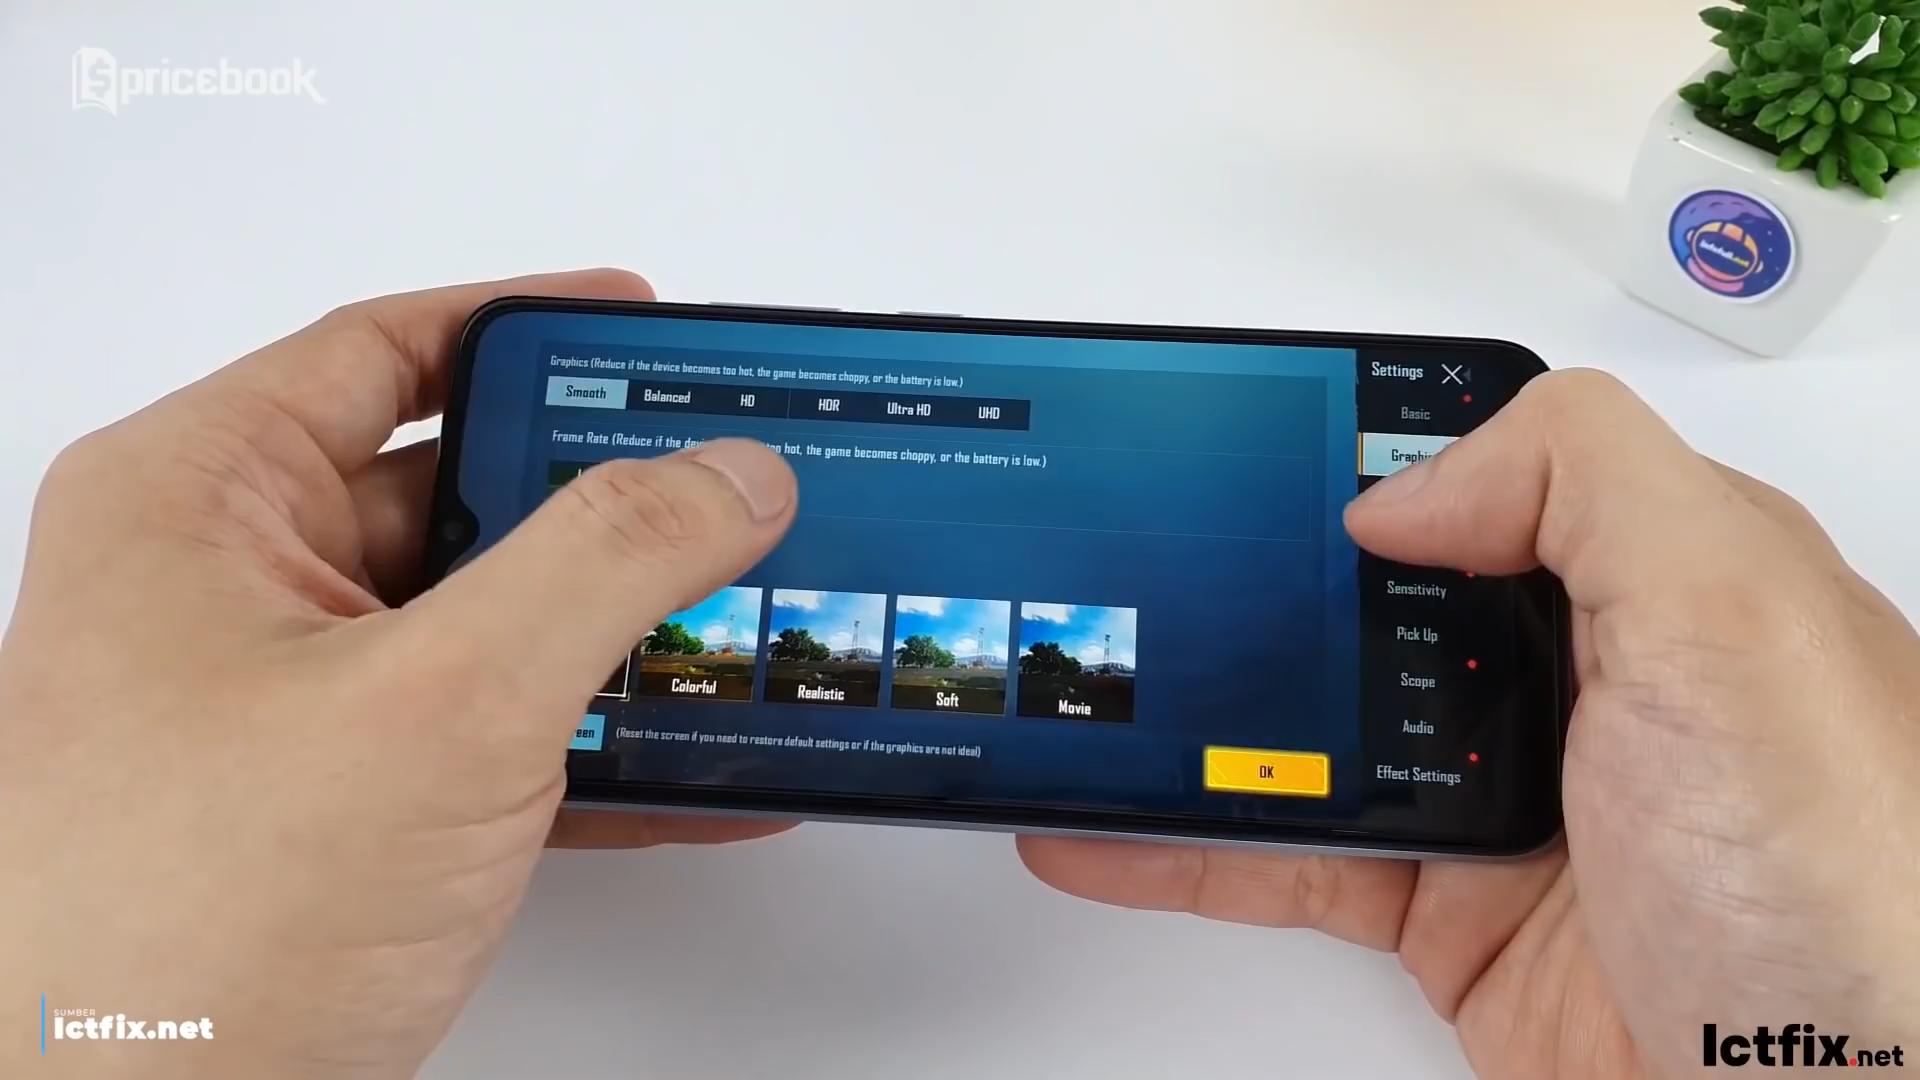 pricebook
Graphics (Reduce if the device becomes too hot, the game becomes choppy, or the battery is low.)
Smooth Balanced HD HDR Ultra HD UHD
Frame Rate (Reduce if the hot, the game becomes choppy, or the battery is low.)
Colorful Realistic Soft Movie
(Reset the screen if you need to restore default settings or if the graphics are not ideal)
OK
Settings
Basic
Sensitivity
Pick Up
Scope
Audio
Effect Settings
SUMBER
Ictfix.net
Ictfix.net